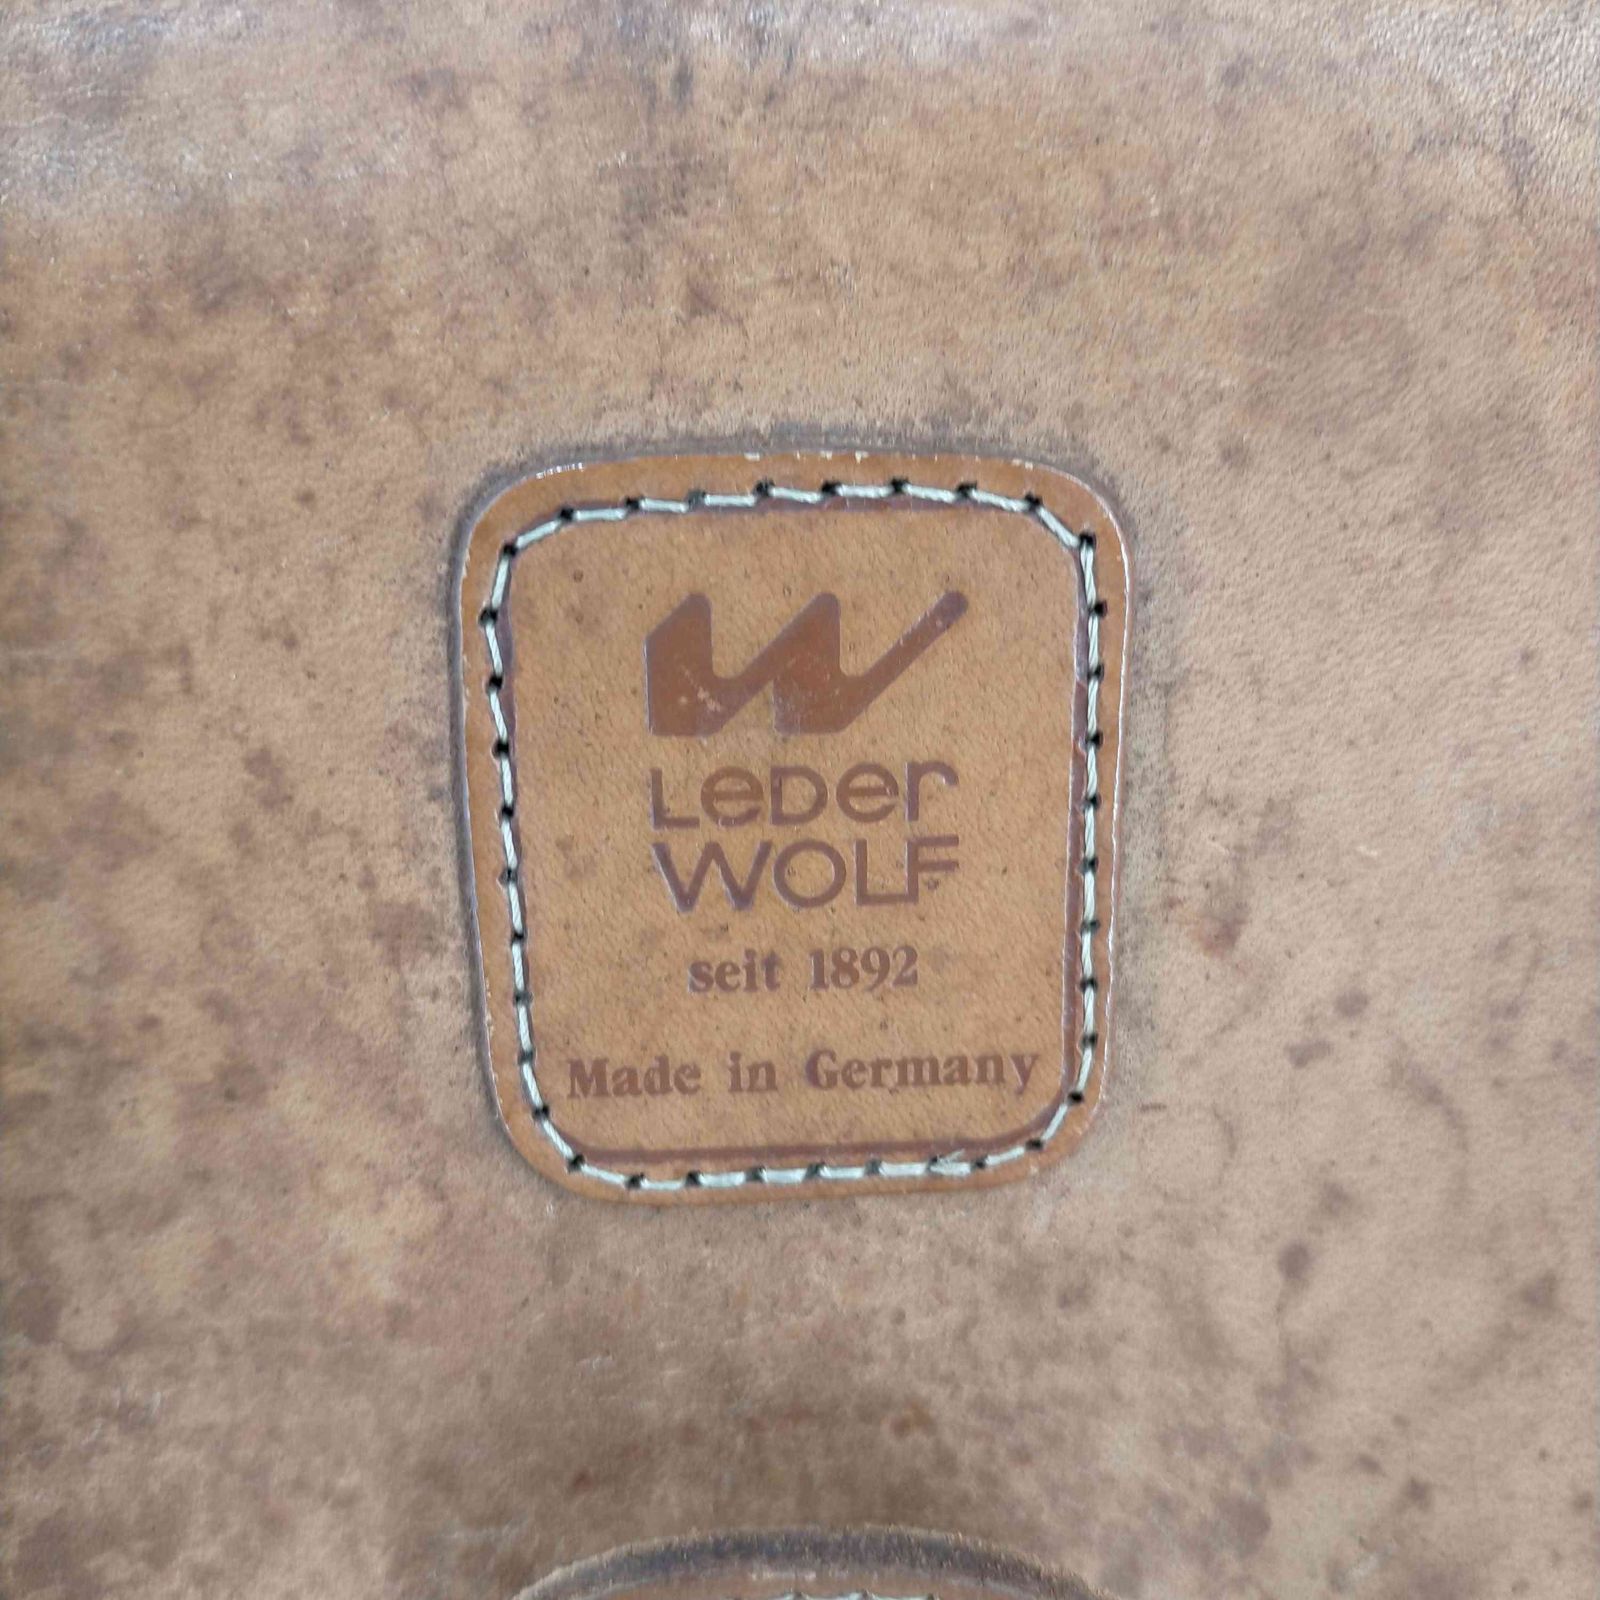 LeDer
WOLF
seit 1892
Made in Germany